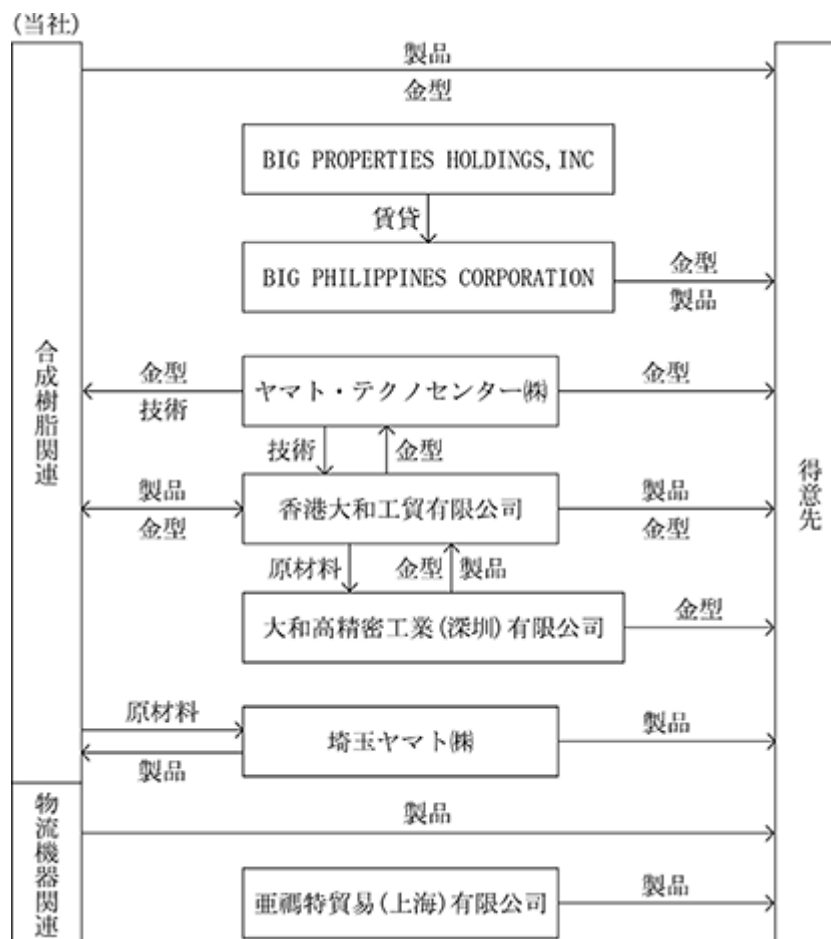 (当社)
製品
金型
BIG PROPERTIES HOLDINGS, INC
賃貸
BIG PHILIPPINES CORPORATION
金型
製品
合成樹脂関連
金型
技術
ヤマト・テクノセンター㈱
金型
技術
金型
得意先
製品
金型
香港大和工貿有限公司
製品
金型
原材料
金型
製品
大和高精密工業(深圳)有限公司
金型
原材料
製品
埼玉ヤマト㈱
製品
物流機器関連
製品
亜禡特貿易(上海)有限公司
製品